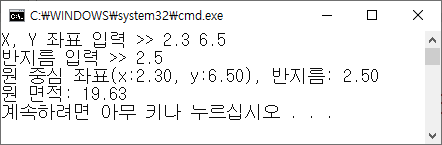 C:\WINDOWS\system32\cmd.exe
X, Y 좌표 입력 >> 2.3 6.5
반지름 입력 >> 2.5
원 중심 좌표(x:2.30, y:6.50), 반지름: 2.50
원 면적: 19.63
계속하려면 아무 키나 누르십시오 . . .